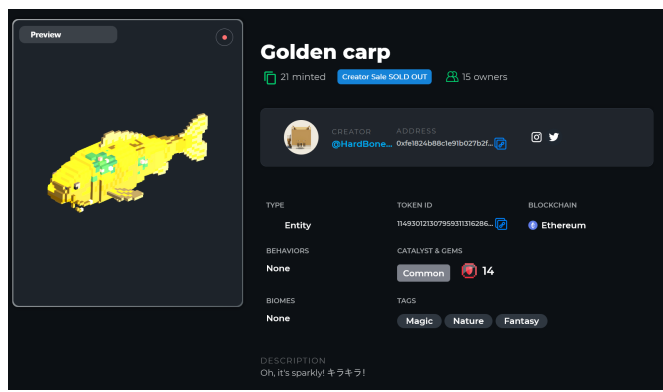 Preview
Golden carp
21 minted Creator Sale SOLD OUT 15 owners
CREATOR ADDRESS
@HardBone... 0xfe1824b88c1e91b027b2f...
TYPE TOKEN ID BLOCKCHAIN
Entity 11493012130795931131628​6... Ethereum
BEHAVIORS CATALYST & GEMS
None Common 14
BIOMES TAGS
None Magic Nature Fantasy
DESCRIPTION
Oh, it's sparkly! キラキラ!